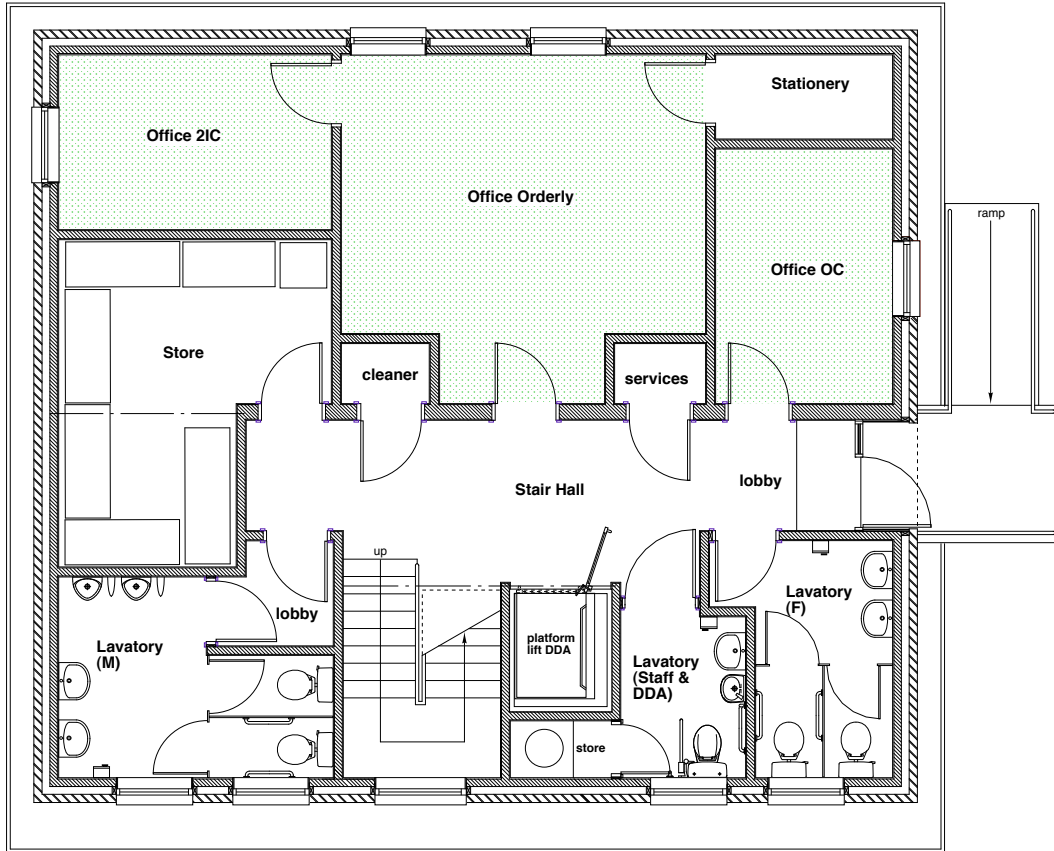 Stationery
Office 2IC
Office Orderly
ramp
Office OC
Store
cleaner
services
Stair Hall
lobby
up
lobby
Lavatory
(F)
Lavatory
(M)
platform
lift DDA
Lavatory
(Staff &
DDA)
store